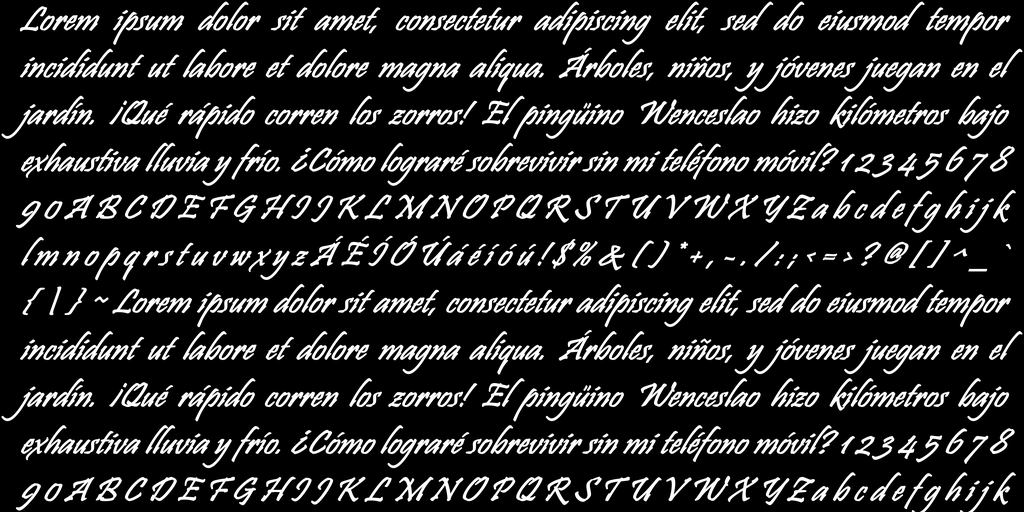 Lorem ipsum dolor sit amet, consectetur adipiscing elit, sed do eiusmod tempor
incididunt ut labore et dolore magna aliqua. Árboles, niños, y jóvenes juegan en el
jardín. ¡Qué rápido corren los zorros! El pingüino Wenceslao hizo kilómetros bajo
exhaustiva lluvia y frío. ¿Cómo lograré sobrevivir sin mi teléfono móvil? 1 2 3 4 5 6 7 8
9 0 A B C D E F G H I J K L M N O P Q R S T U V W X Y Z a b c d e f g h i j k
l m n o p q r s t u v w x y z Á É Í Ó Ú á é í ó ú ! $ % & ( ) * + , - . / : ; < = > ? @ [ ] ^ _ `
{ | } ~ Lorem ipsum dolor sit amet, consectetur adipiscing elit, sed do eiusmod tempor
incididunt ut labore et dolore magna aliqua. Árboles, niños, y jóvenes juegan en el
jardín. ¡Qué rápido corren los zorros! El pingüino Wenceslao hizo kilómetros bajo
exhaustiva lluvia y frío. ¿Cómo lograré sobrevivir sin mi teléfono móvil? 1 2 3 4 5 6 7 8
9 0 A B C D E F G H I J K L M N O P Q R S T U V W X Y Z a b c d e f g h i j k